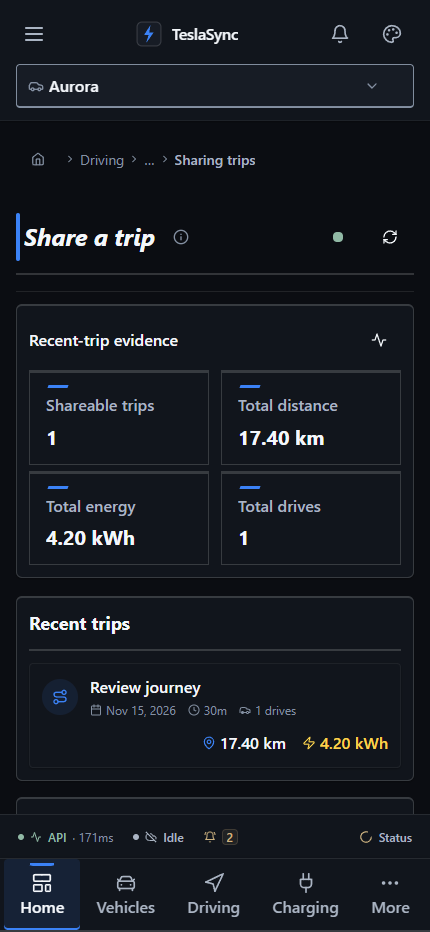 TeslaSync
Aurora
Driving ... Sharing trips
Share a trip
Recent-trip evidence
Shareable trips
1
Total distance
17.40 km
Total energy
4.20 kWh
Total drives
1
Recent trips
Review journey
Nov 15, 2026 30m 1 drives
17.40 km 4.20 kWh
API · 171ms Idle 2 Status
Home Vehicles Driving Charging More